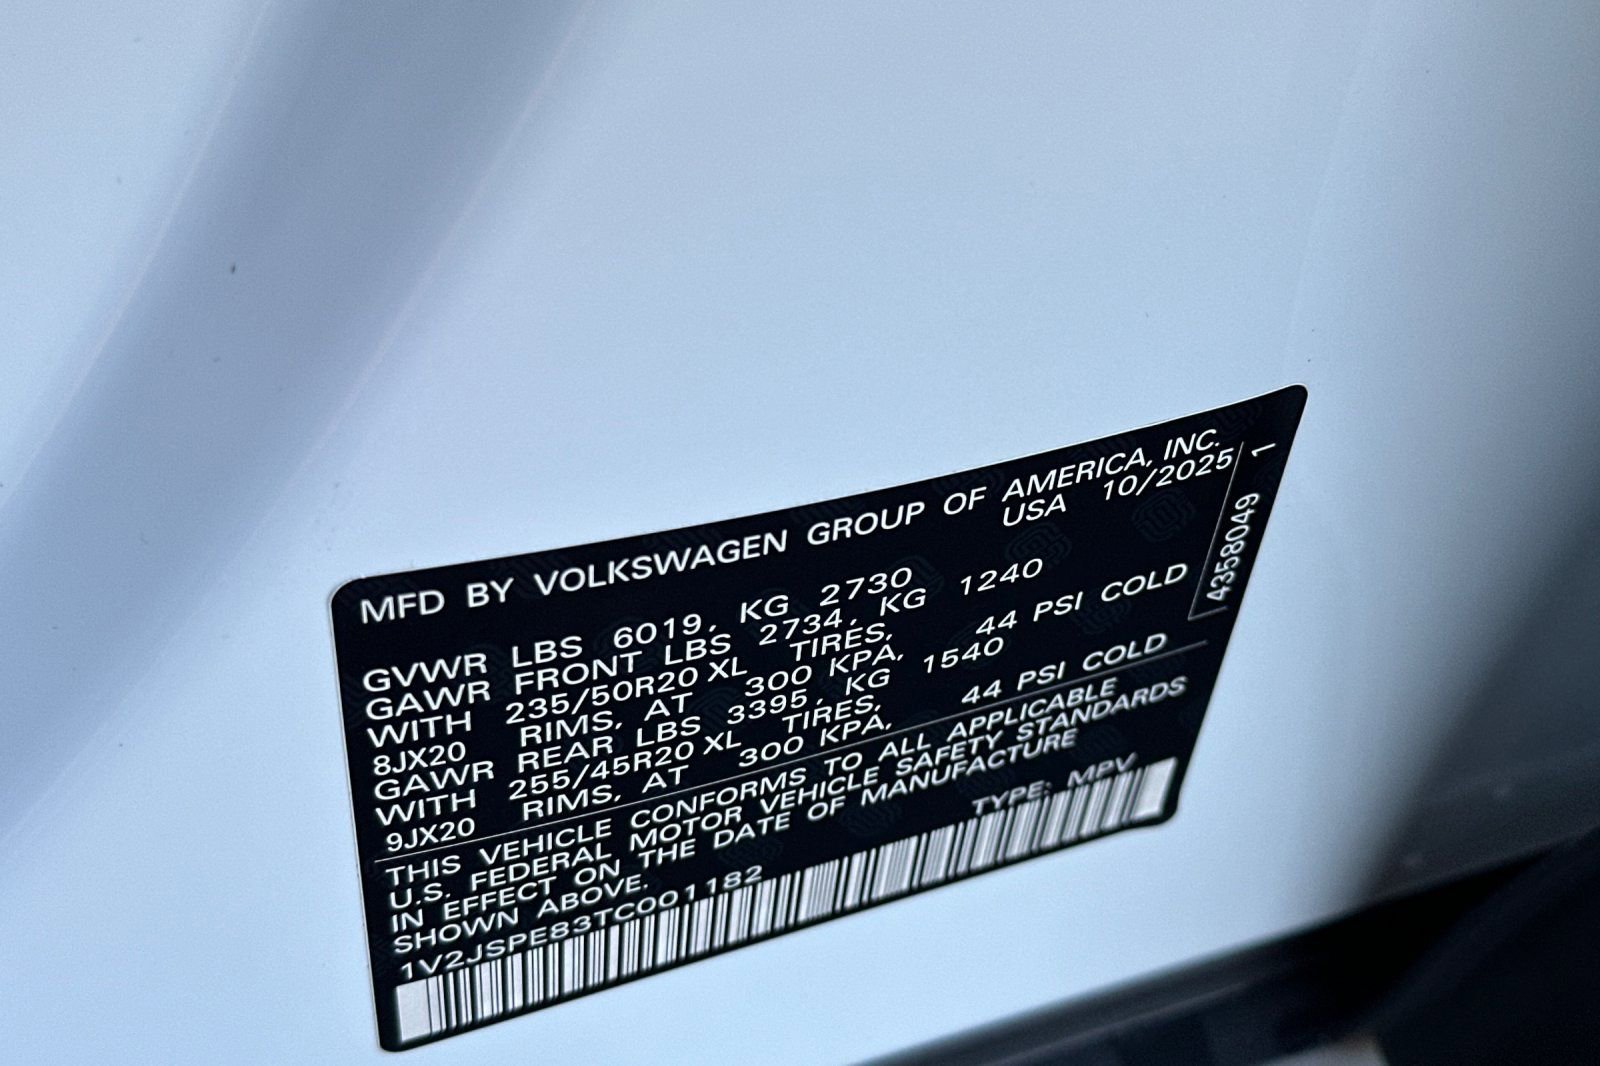 MFD BY VOLKSWAGEN GROUP OF AMERICA, INC.
USA 10/2025
GVWR LBS 6019, KG 2730
GAWR FRONT LBS 2734, KG 1240
WITH 235/50R20 XL TIRES,
8JX20 RIMS, AT 300 KPA, 44 PSI COLD
GAWR REAR LBS 3395, KG 1540
WITH 255/45R20 XL TIRES,
9JX20 RIMS, AT 300 KPA, 44 PSI COLD
THIS VEHICLE CONFORMS TO ALL APPLICABLE
U.S. FEDERAL MOTOR VEHICLE SAFETY STANDARDS
IN EFFECT ON THE DATE OF MANUFACTURE
SHOWN ABOVE.
TYPE: MPV
1V2JSPE83TC001182
4358049 1